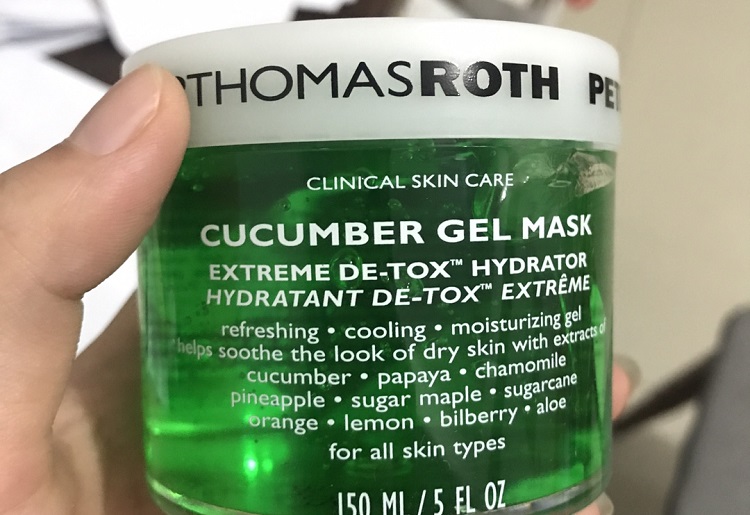 THOMASROTH PET
CLINICAL SKIN CARE
CUCUMBER GEL MASK
EXTREME DE-TOX™ HYDRATOR
HYDRATANT DE-TOX™ EXTRÊME
refreshing • cooling • moisturizing gel
helps soothe the look of dry skin with extracts of
cucumber • papaya • chamomile
pineapple • sugar maple • sugarcane
orange • lemon • bilberry • aloe
for all skin types
150 ML / 5 FL OZ